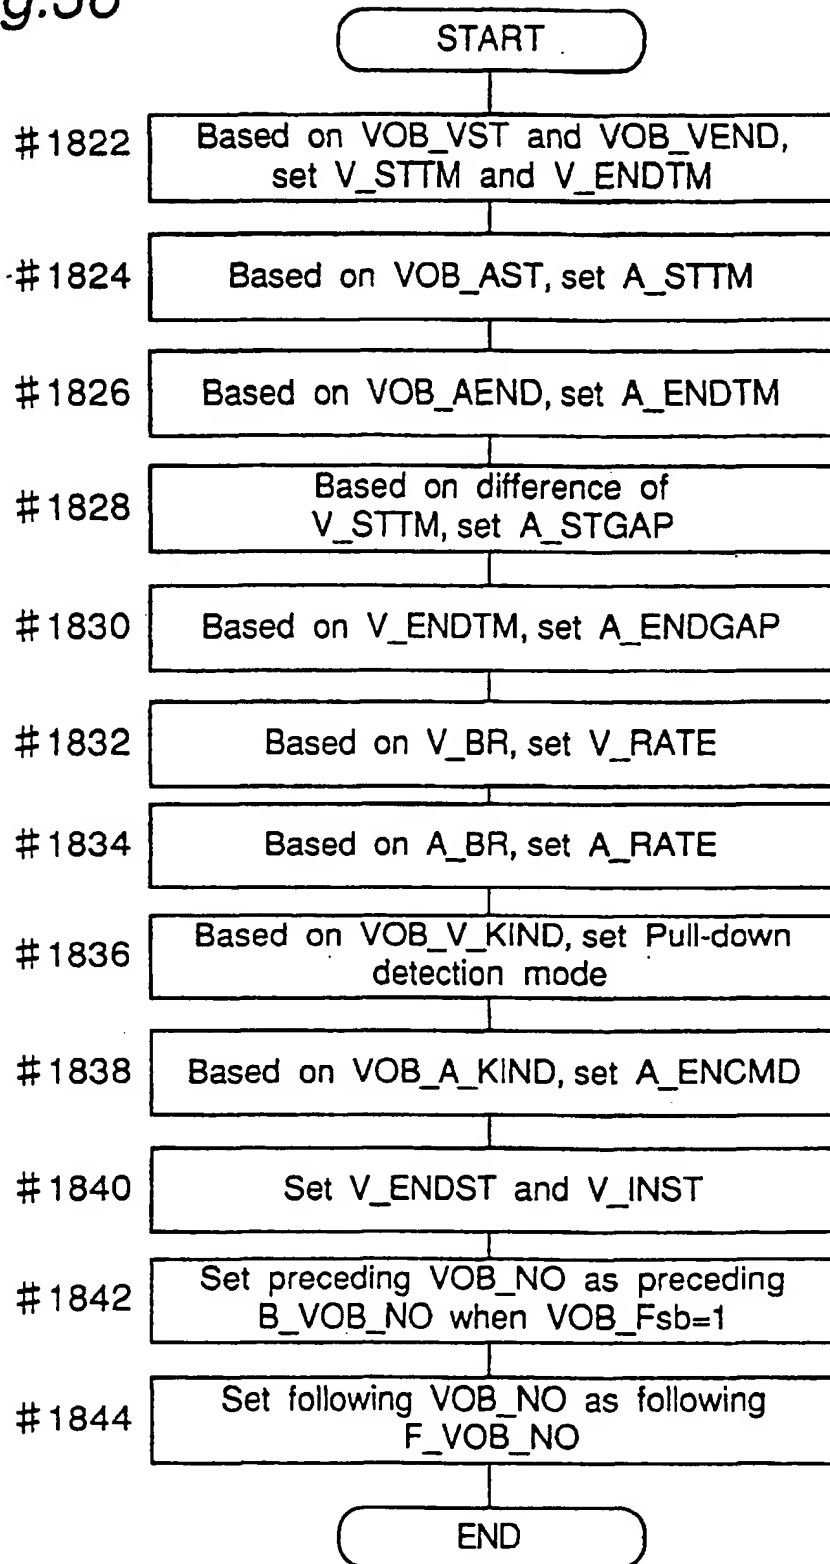 START
#1822
Based on VOB_VST and VOB_VEND,
set V_STTM and V_ENDTM
#1824
Based on VOB_AST, set A_STTM
#1826
Based on VOB_AEND, set A_ENDTM
#1828
Based on difference of
V_STTM, set A_STGAP
#1830
Based on V_ENDTM, set A_ENDGAP
#1832
Based on V_BR, set V_RATE
#1834
Based on A_BR, set A_RATE
#1836
Based on VOB_V_KIND, set Pull-down
detection mode
#1838
Based on VOB_A_KIND, set A_ENCMD
#1840
Set V_ENDST and V_INST
#1842
Set preceding VOB_NO as preceding
B_VOB_NO when VOB_Fsb=1
#1844
Set following VOB_NO as following
F_VOB_NO
END